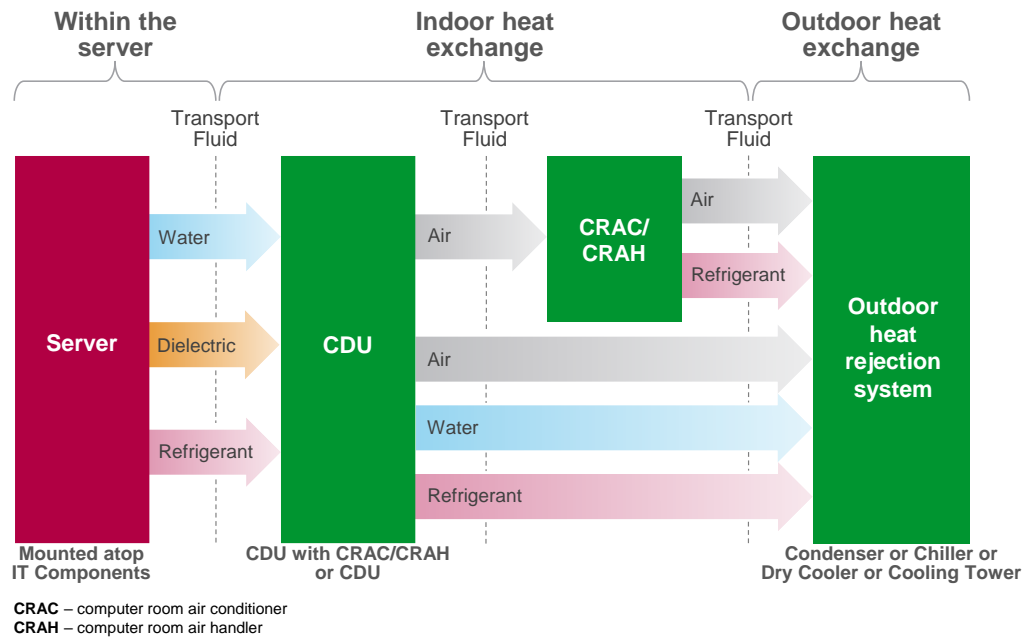 Within the
server
Indoor heat
exchange
Outdoor heat
exchange
Transport
Fluid
Transport
Fluid
Transport
Fluid
Server
Water
Dielectric
Refrigerant
CDU
Air
CRAC/
CRAH
Air
Refrigerant
Air
Water
Refrigerant
Outdoor
heat
rejection
system
Mounted atop
IT Components
CDU with CRAC/CRAH
or CDU
Condenser or Chiller or
Dry Cooler or Cooling Tower
CRAC – computer room air conditioner
CRAH – computer room air handler